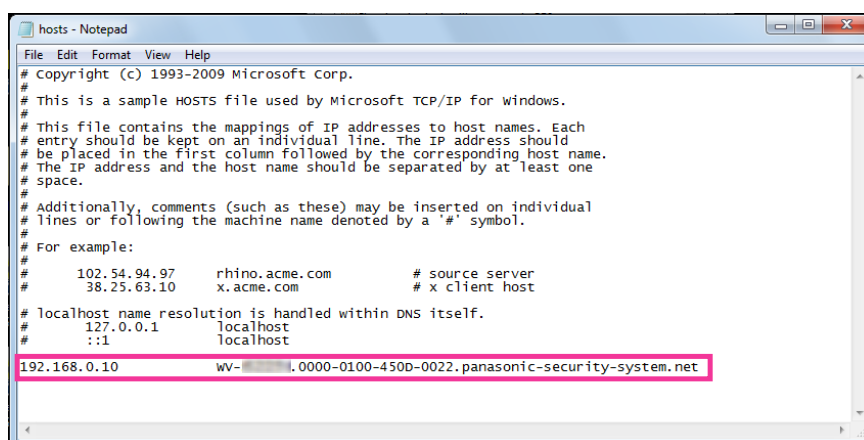 hosts - Notepad
File Edit Format View Help
# Copyright (c) 1993-2009 Microsoft Corp.
#
# This is a sample HOSTS file used by Microsoft TCP/IP for Windows.
#
# This file contains the mappings of IP addresses to host names. Each
# entry should be kept on an individual line. The IP address should
# be placed in the first column followed by the corresponding host name.
# The IP address and the host name should be separated by at least one
# space.
#
# Additionally, comments (such as these) may be inserted on individual
# lines or following the machine name denoted by a '#' symbol.
#
# For example:
#
# 102.54.94.97 rhino.acme.com # source server
# 38.25.63.10 x.acme.com # x client host
# localhost name resolution is handled within DNS itself.
# 127.0.0.1 localhost
# ::1 localhost
192.168.0.10 WV- .0000-0100-450D-0022.panasonic-security-system.net